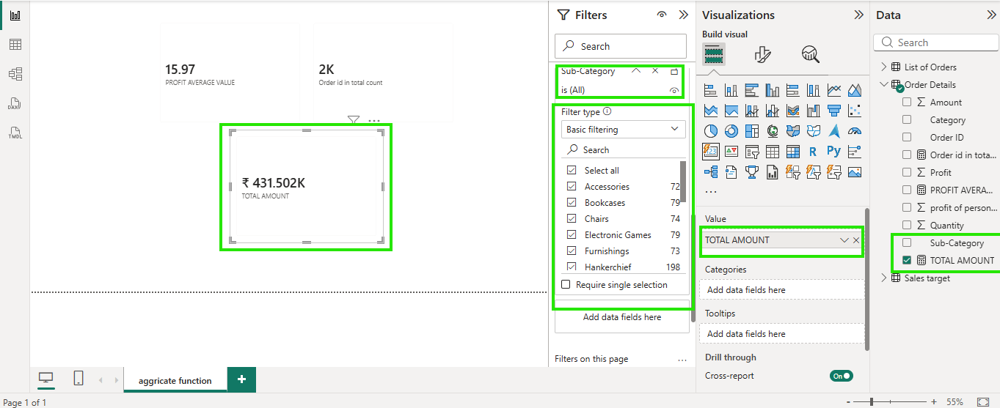 15.97
PROFIT AVERAGE VALUE
2K
Order id in total count
₹ 431.502K
TOTAL AMOUNT
aggricate function
Page 1 of 1
Filters
Search
Sub-Category
is (All)
Filter type
Basic filtering
Search
Select all
Accessories 72
Bookcases 79
Chairs 74
Electronic Games 79
Furnishings 73
Hankerchief 198
Require single selection
Add data fields here
Filters on this page
Visualizations
Build visual
123
R
Py
Value
TOTAL AMOUNT
Categories
Add data fields here
Tooltips
Add data fields here
Drill through
Cross-report
On
Data
Search
List of Orders
Order Details
Amount
Category
Order ID
Order id in tota...
Profit
PROFIT AVERA...
profit of person...
Quantity
Sub-Category
TOTAL AMOUNT
Sales target
55%
DAX
TMDL